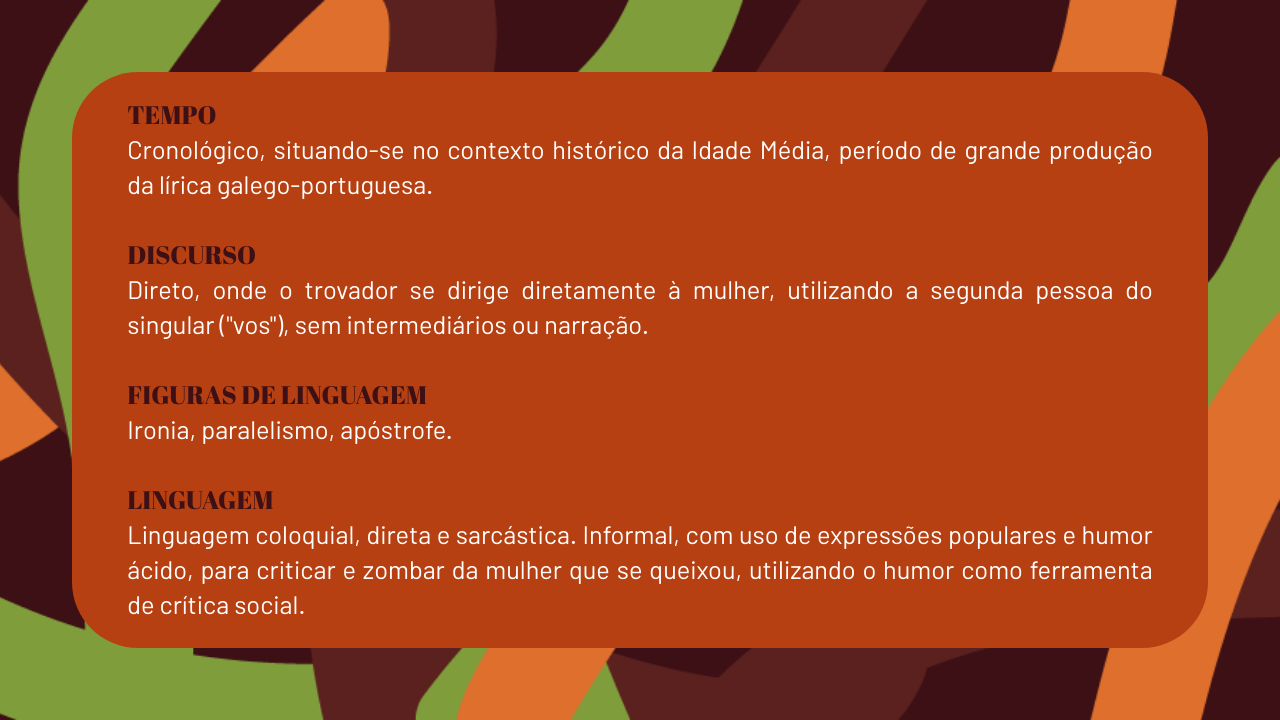 TEMPO
Cronológico, situando-se no contexto histórico da Idade Média, período de grande produção
da lírica galego-portuguesa.
DISCURSO
Direto, onde o trovador se dirige diretamente à mulher, utilizando a segunda pessoa do
singular ("vos"), sem intermediários ou narração.
FIGURAS DE LINGUAGEM
Ironia, paralelismo, apóstrofe.
LINGUAGEM
Linguagem coloquial, direta e sarcástica. Informal, com uso de expressões populares e humor
ácido, para criticar e zombar da mulher que se queixou, utilizando o humor como ferramenta
de crítica social.